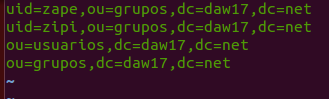 uid=zape,ou=grupos,dc=daw17,dc=net
uid=zipi,ou=grupos,dc=daw17,dc=net
ou=usuarios,dc=daw17,dc=net
ou=grupos,dc=daw17,dc=net
~
~